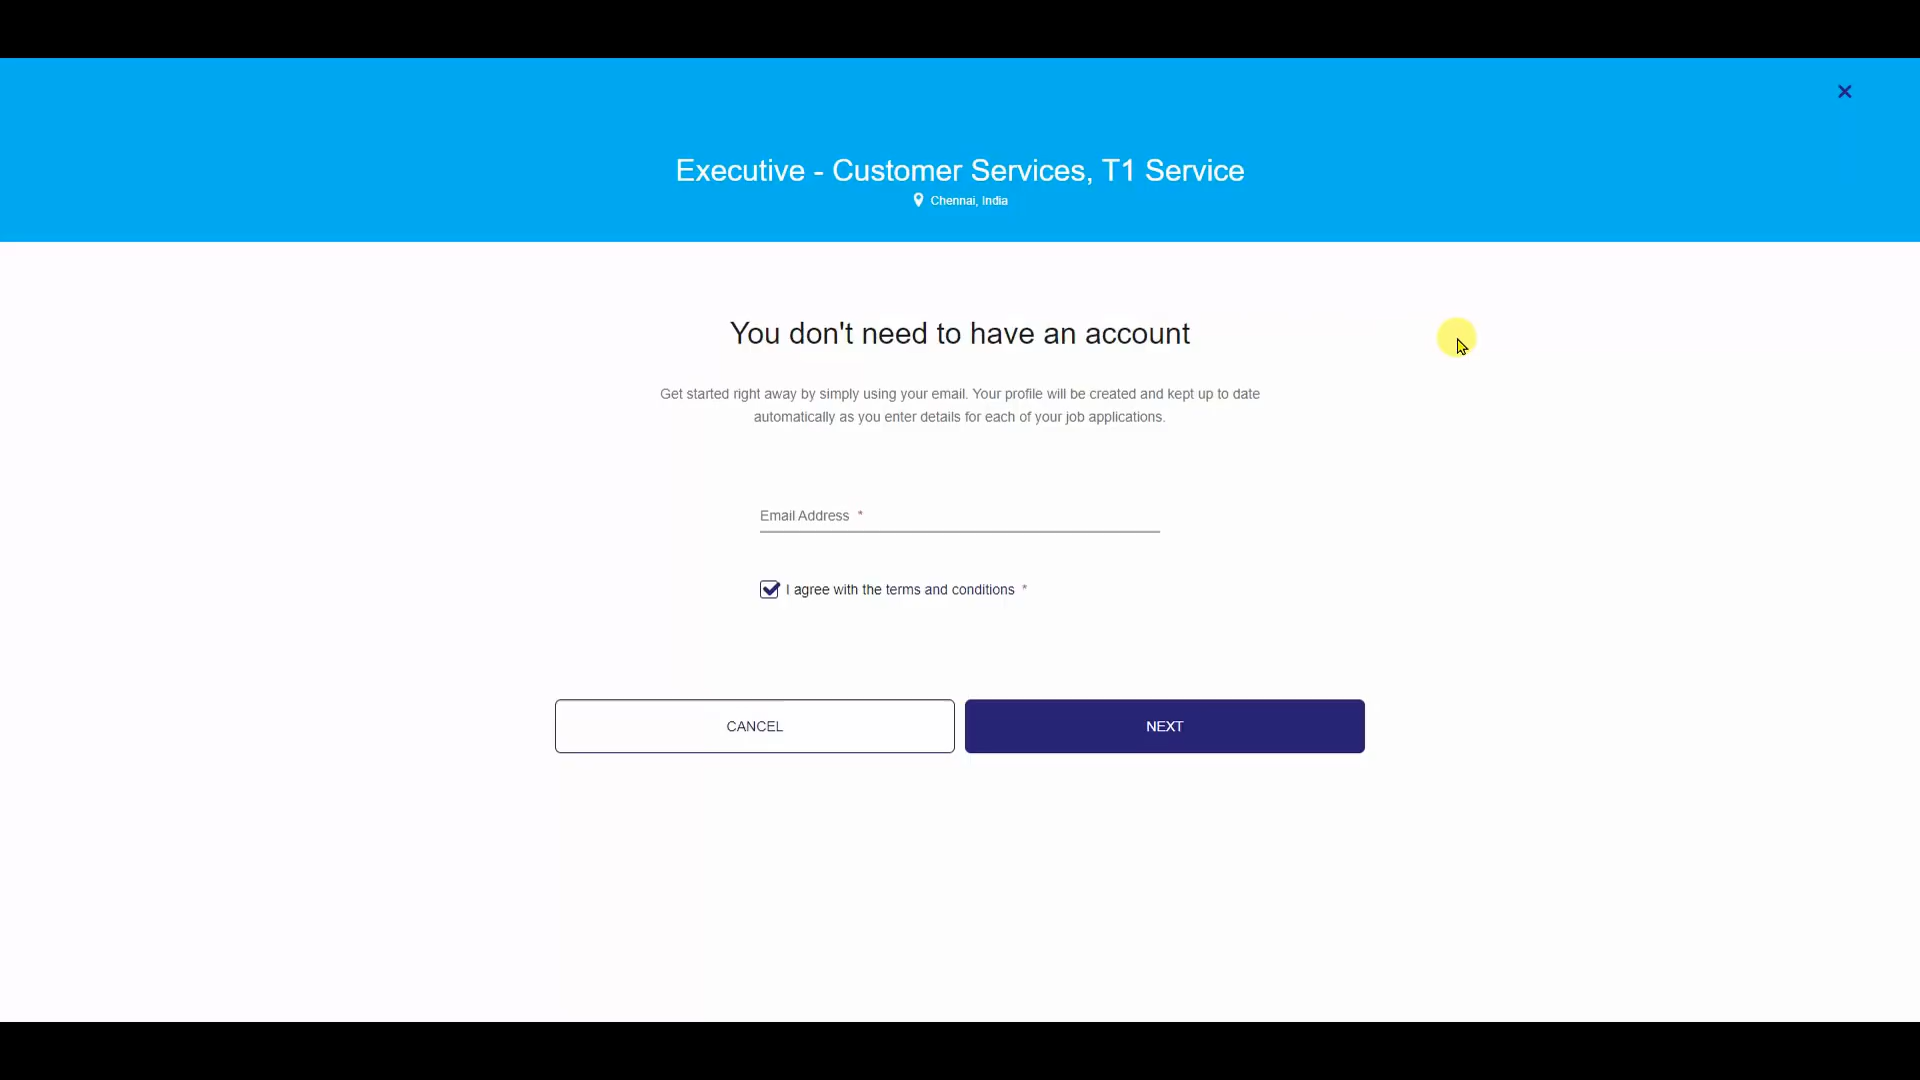 Executive - Customer Services, T1 Service
Chennai, India
You don't need to have an account
Get started right away by simply using your email. Your profile will be created and kept up to date
automatically as you enter details for each of your job applications.
Email Address *
I agree with the terms and conditions *
CANCEL
NEXT